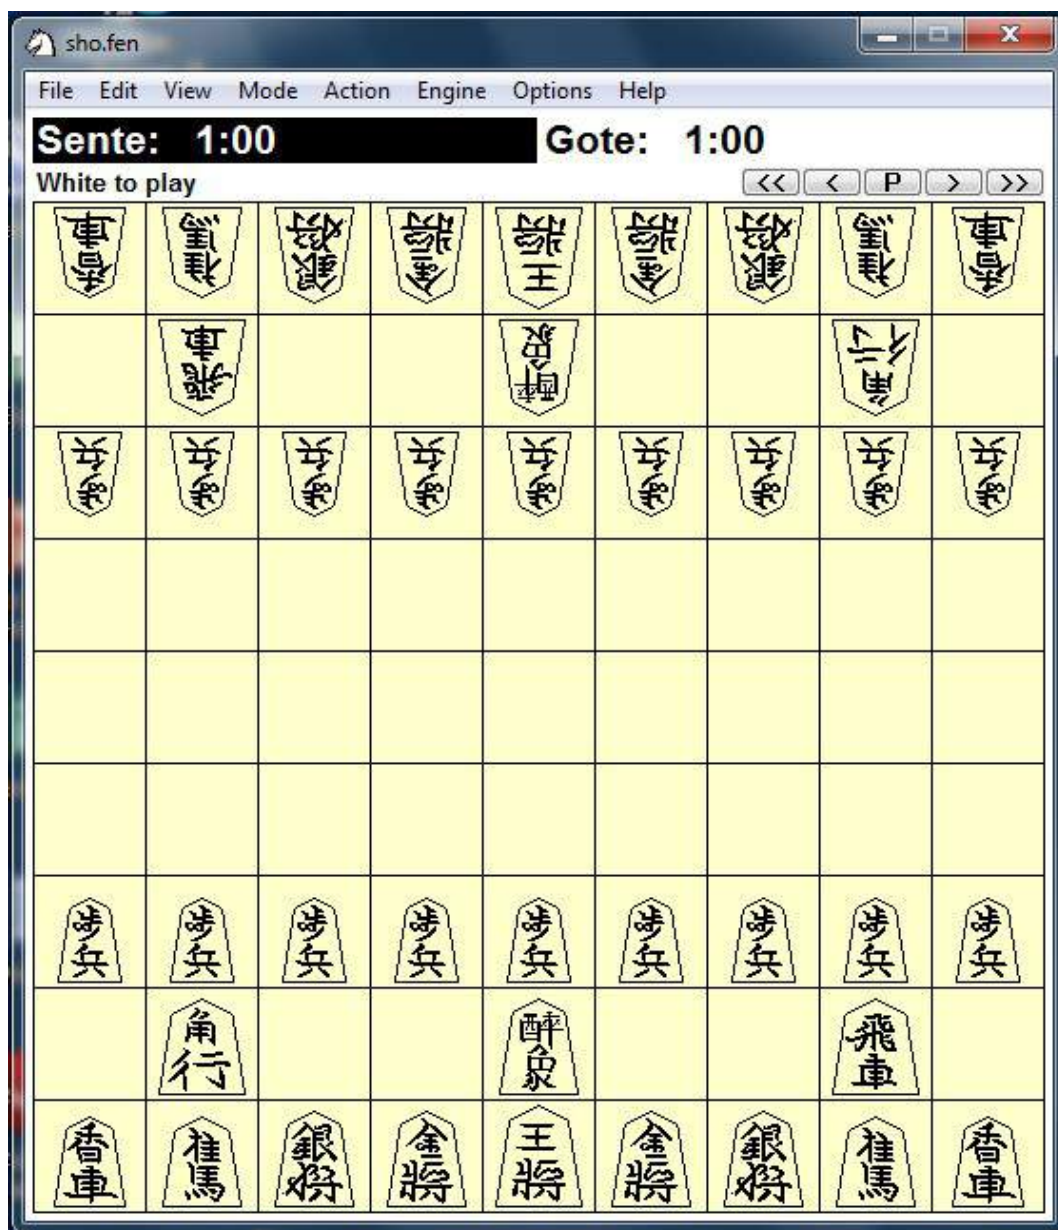 sho.fen
File Edit View Mode Action Engine Options Help
Sente: 1:00 Gote: 1:00
White to play << < P > >>
香車 桂馬 銀将 金将 王将 金将 銀将 桂馬 香車
飛車 醉象 角行
歩兵 歩兵 歩兵 歩兵 歩兵 歩兵 歩兵 歩兵 歩兵
歩兵 歩兵 歩兵 歩兵 歩兵 歩兵 歩兵 歩兵 歩兵
角行 醉象 飛車
香車 桂馬 銀将 金将 王将 金将 銀将 桂馬 香車